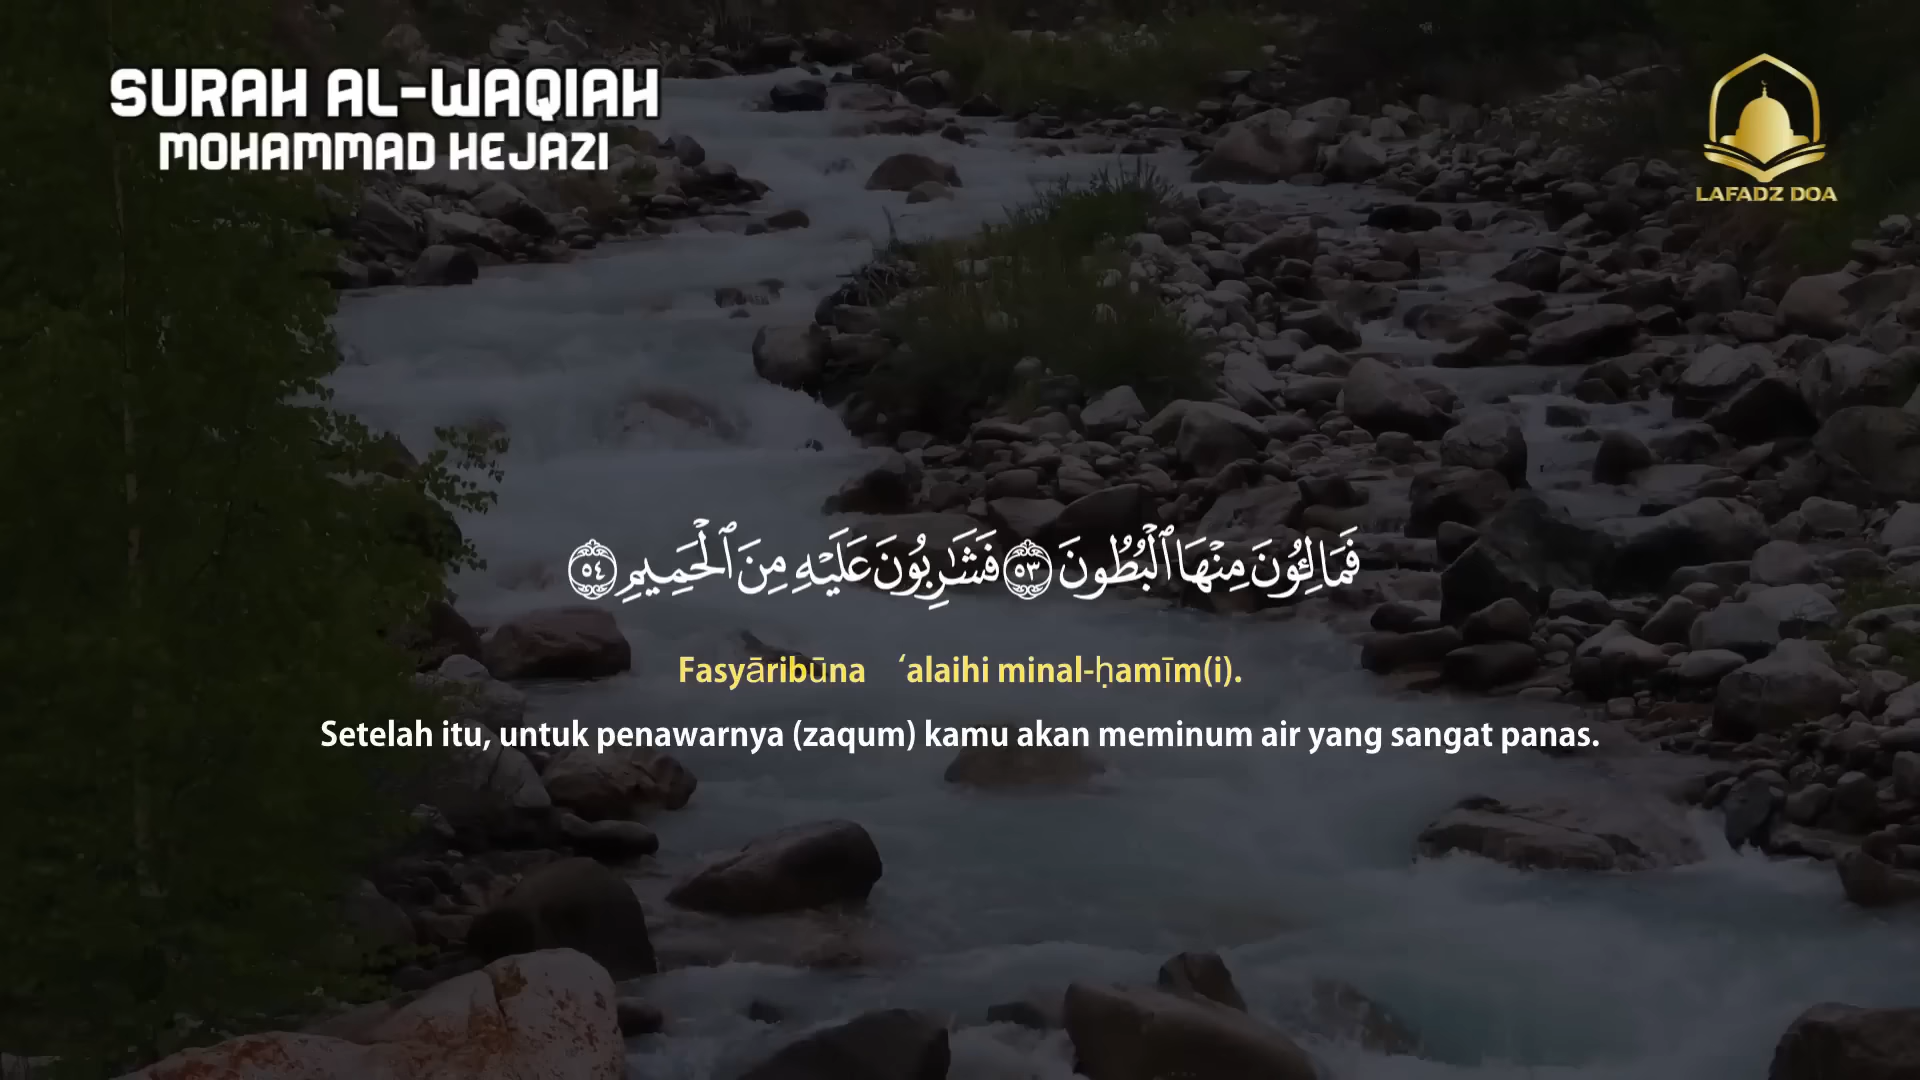 SURAH AL-WAQIAH
MOHAMMAD HEJAZI
LAFADZ DOA
فَمَالِـُٔونَ مِنْهَا ٱلْبُطُونَ ٥٣ فَشَـٰرِبُونَ عَلَيْهِ مِنَ ٱلْحَمِيمِ ٥٤
Fasyāribūna ‘alaihi minal-ḥamīm(i).
Setelah itu, untuk penawarnya (zaqum) kamu akan meminum air yang sangat panas.